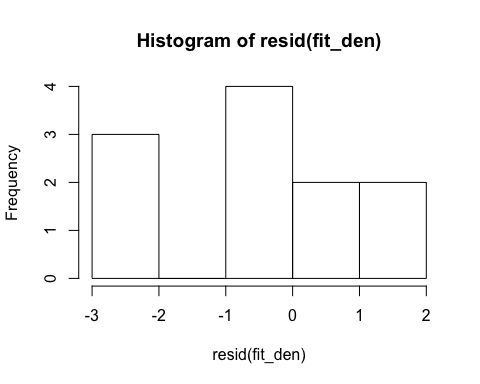 Histogram of resid(fit_den)
Frequency
4
3
2
1
0
-3 -2 -1 0 1 2
resid(fit_den)